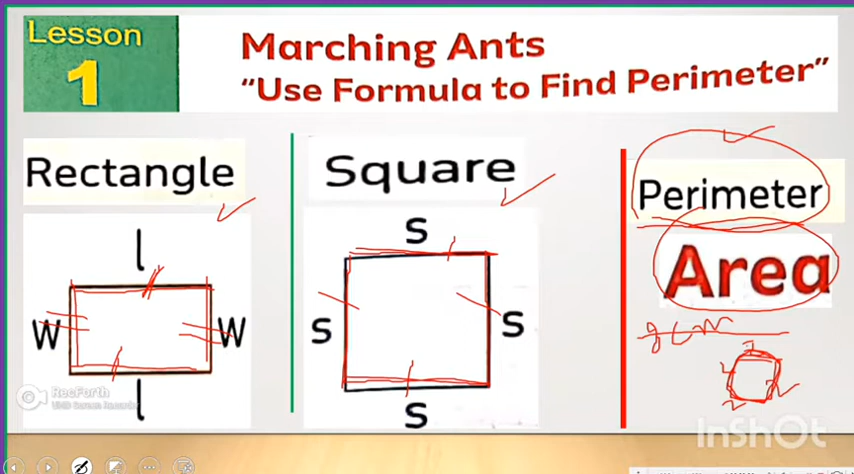 Lesson
1
Marching Ants
"Use Formula to Find Perimeter"
Rectangle
l
W
W
l
Square
S
S
S
S
Perimeter
Area
RecForth
InShOt